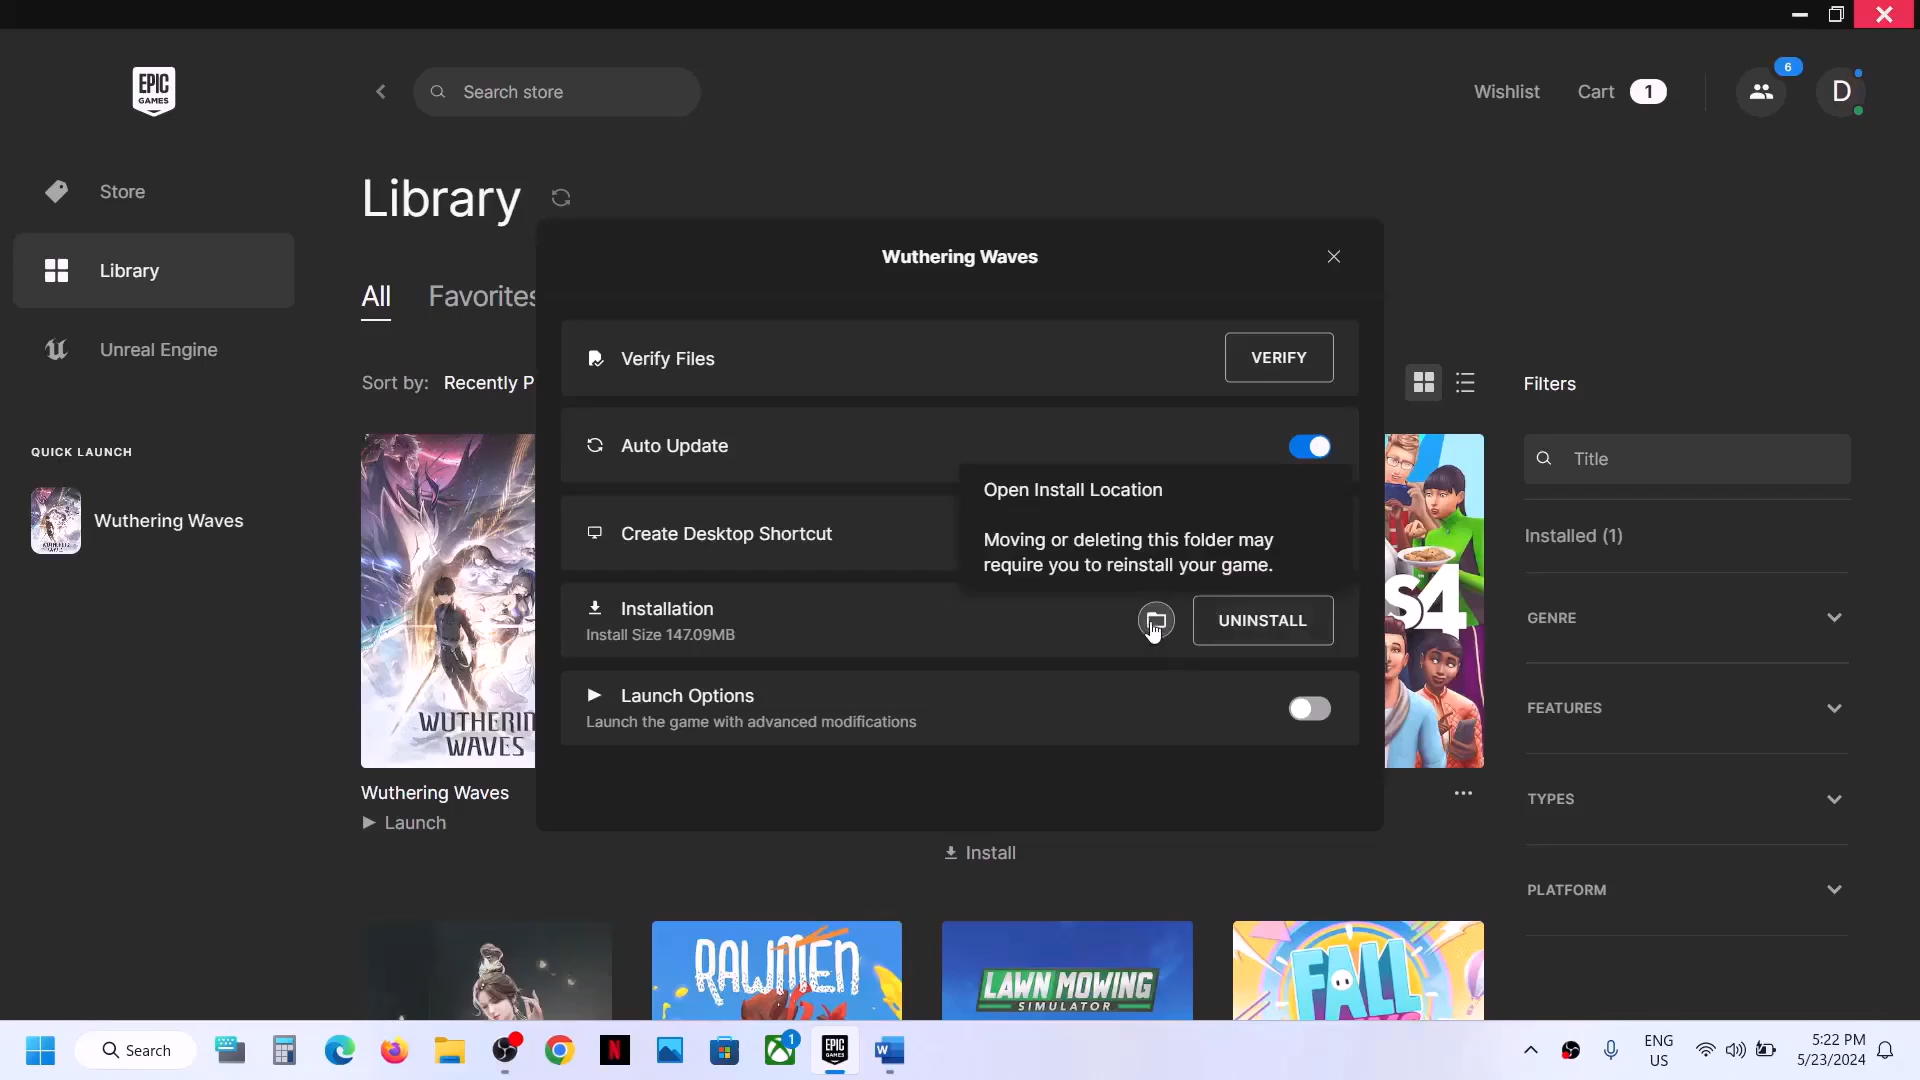 EPIC
GAMES
Search store
Wishlist
Cart
1
6
D
Store
Library
Unreal Engine
QUICK LAUNCH
Wuthering Waves
Library
All
Favorites
Sort by:
Recently P
WUTHERIN
WAVES
Wuthering Waves
Launch
Wuthering Waves
Verify Files
VERIFY
Auto Update
Open Install Location
Moving or deleting this folder may
require you to reinstall your game.
Create Desktop Shortcut
Installation
Install Size 147.09MB
UNINSTALL
Launch Options
Launch the game with advanced modifications
S4
Install
RAWMEN
LAWN MOWING
SIMULATOR
FALL
Filters
Title
Installed (1)
GENRE
FEATURES
TYPES
PLATFORM
Search
N
1
EPIC
GAMES
W
ENG
US
5:22 PM
5/23/2024